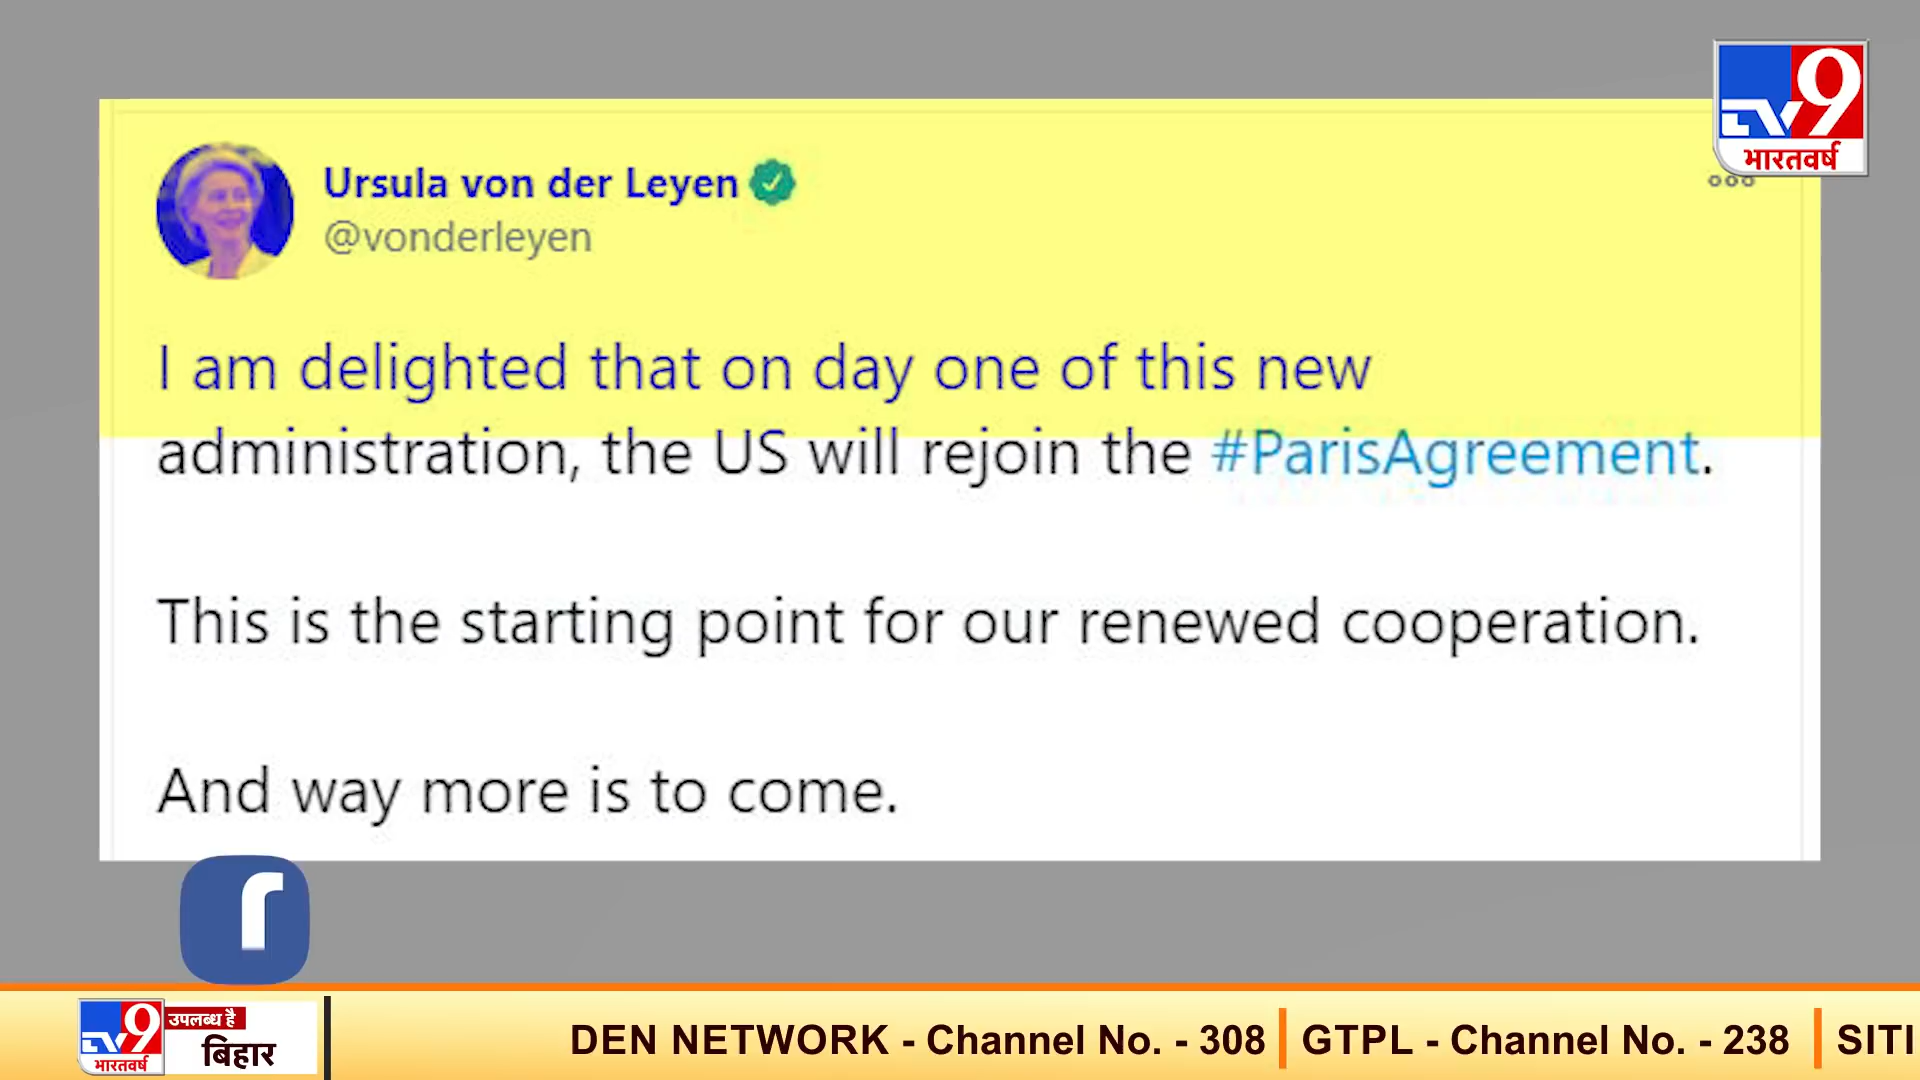 TV9
भारतवर्ष
Ursula von der Leyen
@vonderleyen
I am delighted that on day one of this new
administration, the US will rejoin the #ParisAgreement.
This is the starting point for our renewed cooperation.
And way more is to come.
TV9
भारतवर्ष
उपलब्ध है
बिहार
DEN NETWORK - Channel No. - 308 GTPL - Channel No. - 238 SITI